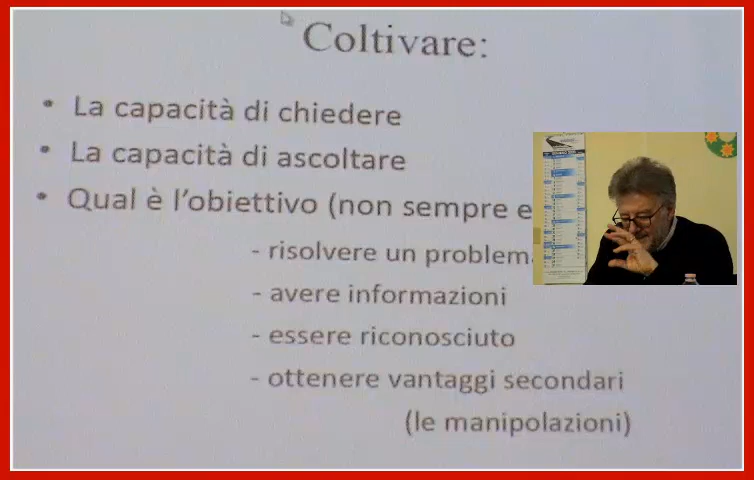 Coltivare:
• La capacità di chiedere
• La capacità di ascoltare
• Qual è l'obiettivo (non sempre e
- risolvere un problema
- avere informazioni
- essere riconosciuto
- ottenere vantaggi secondari
(le manipolazioni)